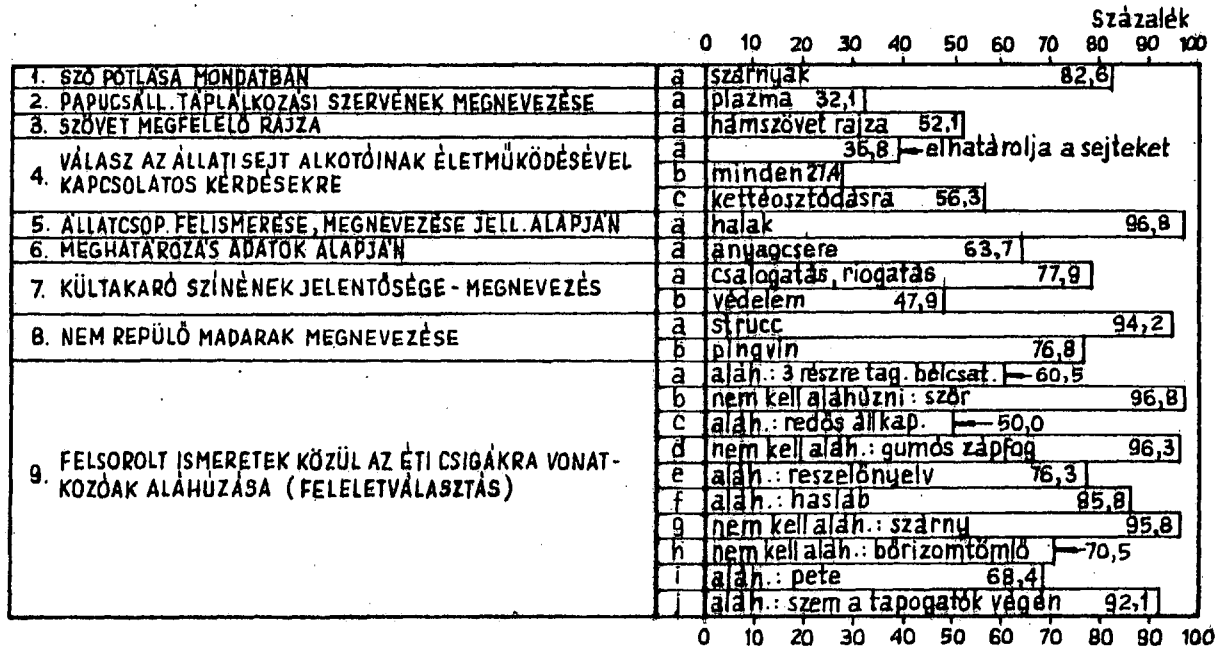 Százalék
0 10 20 30 40 50 60 70 80 90 100
1. SZÓ PÓTLÁSA MONDATBAN a szárnyak 82,6
2. PAPUCSÁLL. TÁPLÁLKOZÁSI SZERVÉNEK MEGNEVEZÉSE a plazma 32,1
3. SZÖVET MEGFELELŐ RAJZA a hámszövet rajza 52,1
4. VÁLASZ AZ ÁLLATI SEJT ALKOTÓINAK ÉLETMŰKÖDÉSÉVEL KAPCSOLATOS KÉRDÉSEKRE a 36,8 elhatárolja a sejteket
b minden 27,4
c kettéosztódásra 56,3
5. ÁLLATCSOP. FELISMERÉSE, MEGNEVEZÉSE JELL. ALAPJÁN a halak 96,8
6. MEGHATÁROZÁS ADATOK ALAPJÁN a anyagcsere 63,7
7. KÜLTAKARÓ SZÍNÉNEK JELENTŐSÉGE - MEGNEVEZÉS a csalogatás, riogatás 77,9
b védelem 47,9
8. NEM REPÜLŐ MADARAK MEGNEVEZÉSE a strucc 94,2
b pingvin 76,8
9. FELSOROLT ISMERETEK KÖZÜL AZ ÉTI CSIGÁKRA VONAT-
KOZÓAK ALÁHÚZÁSA (FELELETVÁLASZTÁS)
a aláh.: 3 részre tag. bélcsat. 60,5
b nem kell aláhúzni: szőr 96,8
c aláh.: redős állkap. 50,0
d nem kell aláh.: gumós zápfog 96,3
e aláh.: reszelőnyelv 76,3
f aláh.: hasláb 85,8
g nem kell aláh.: szárny 95,8
h nem kell aláh.: bőrizomtömlő 70,5
i aláh.: pete 68,4
j aláh.: szem a tapogatók végén 92,1
0 10 20 30 40 50 60 70 80 90 100